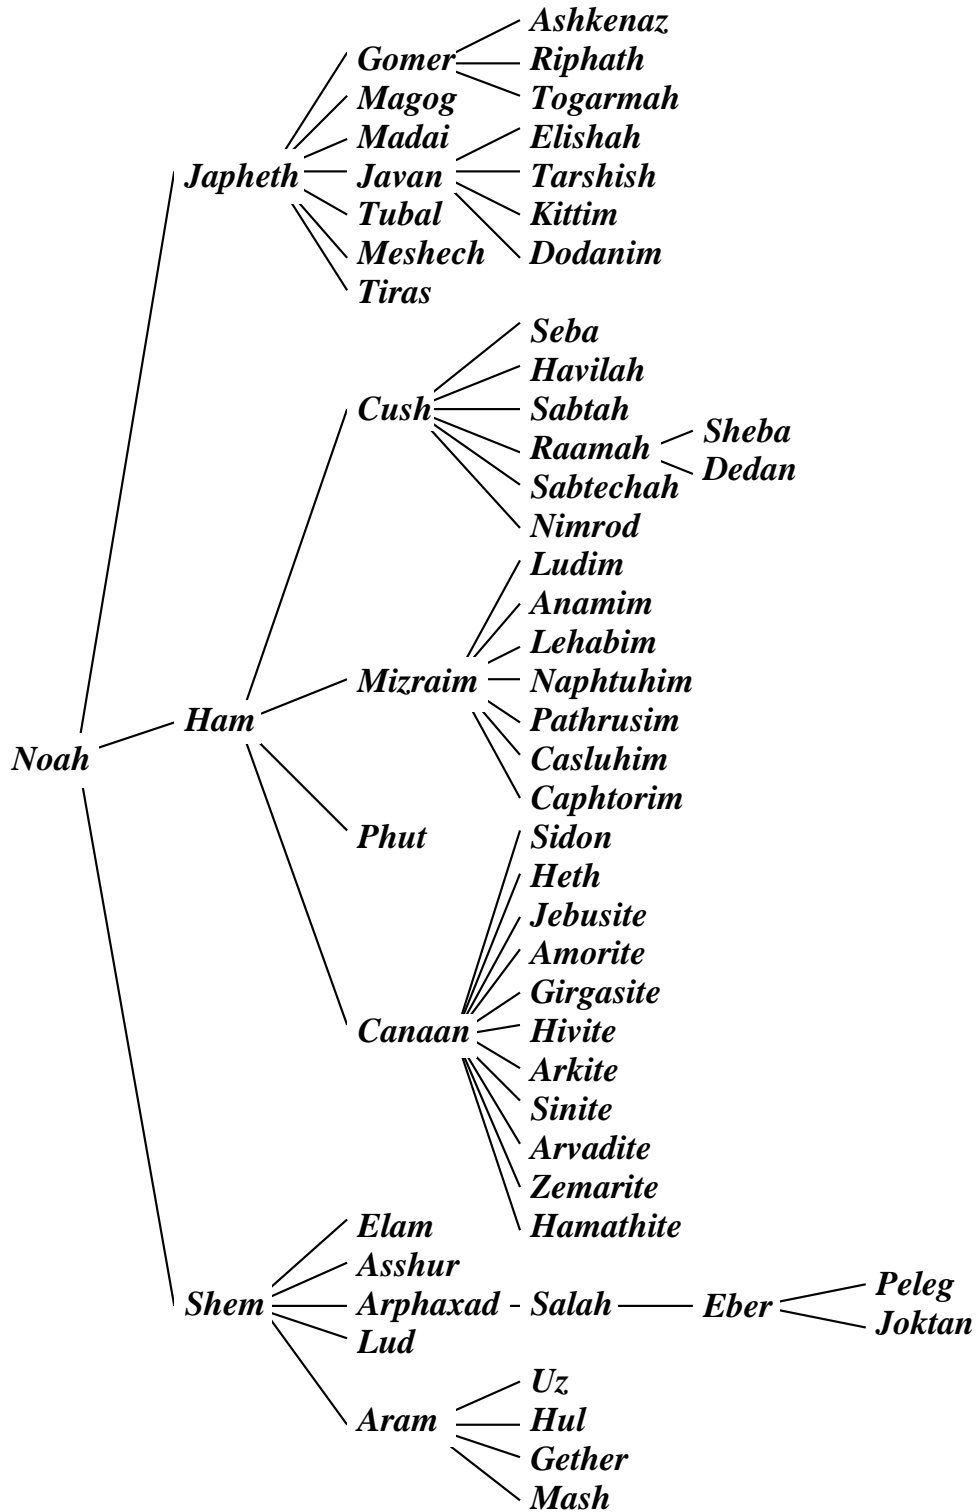 Ashkenaz
Gomer Riphath
Magog Togarmah
Madai Elishah
Japheth Javan Tarshish
Tubal Kittim
Meshech Dodanim
Tiras
Seba
Havilah
Cush Sabtah
Raamah Sheba
Sabtechah Dedan
Nimrod
Ludim
Anamim
Lehabim
Mizraim Naphtuhim
Ham Pathrusim
Noah Casluhim
Caphtorim
Phut Sidon
Heth
Jebusite
Amorite
Girgasite
Canaan Hivite
Arkite
Sinite
Arvadite
Zemarite
Elam Hamathite
Asshur
Shem Arphaxad Salah Eber Peleg
Lud Joktan
Uz
Aram Hul
Gether
Mash